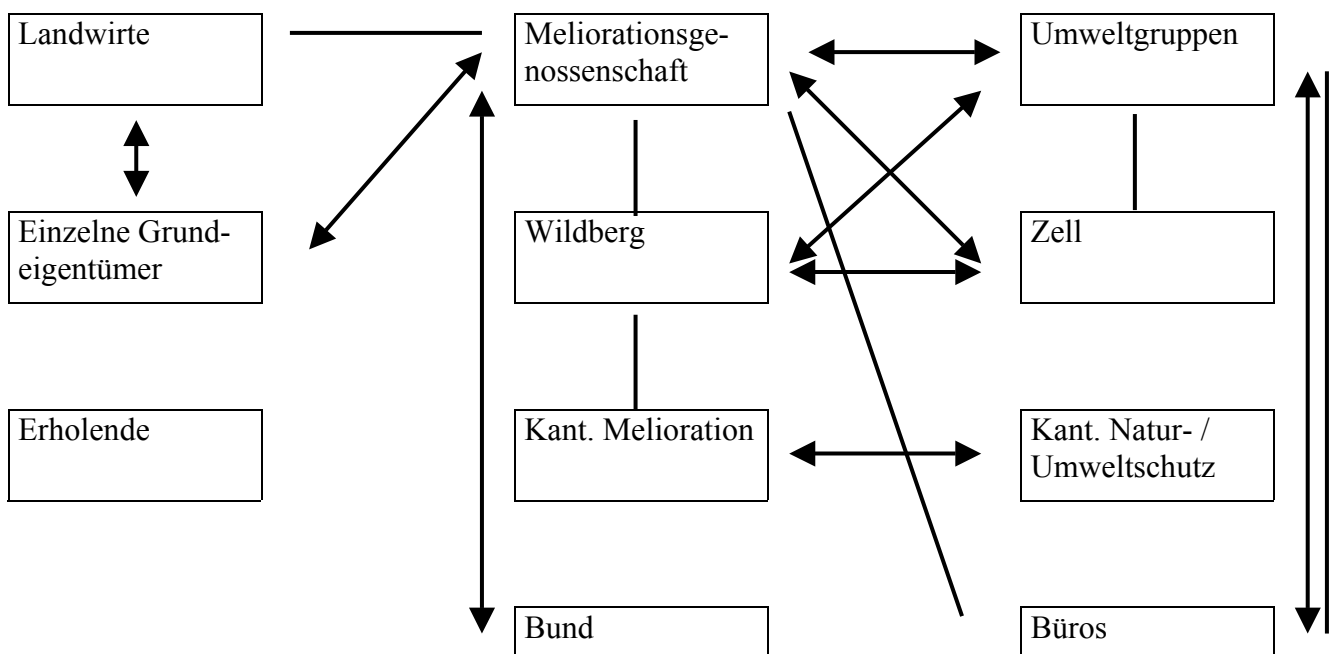 Landwirte
Meliorationsge-
nossenschaft
Umweltgruppen
Einzelne Grund-
eigentümer
Wildberg
Zell
Erholende
Kant. Melioration
Kant. Natur- /
Umweltschutz
Bund
Büros